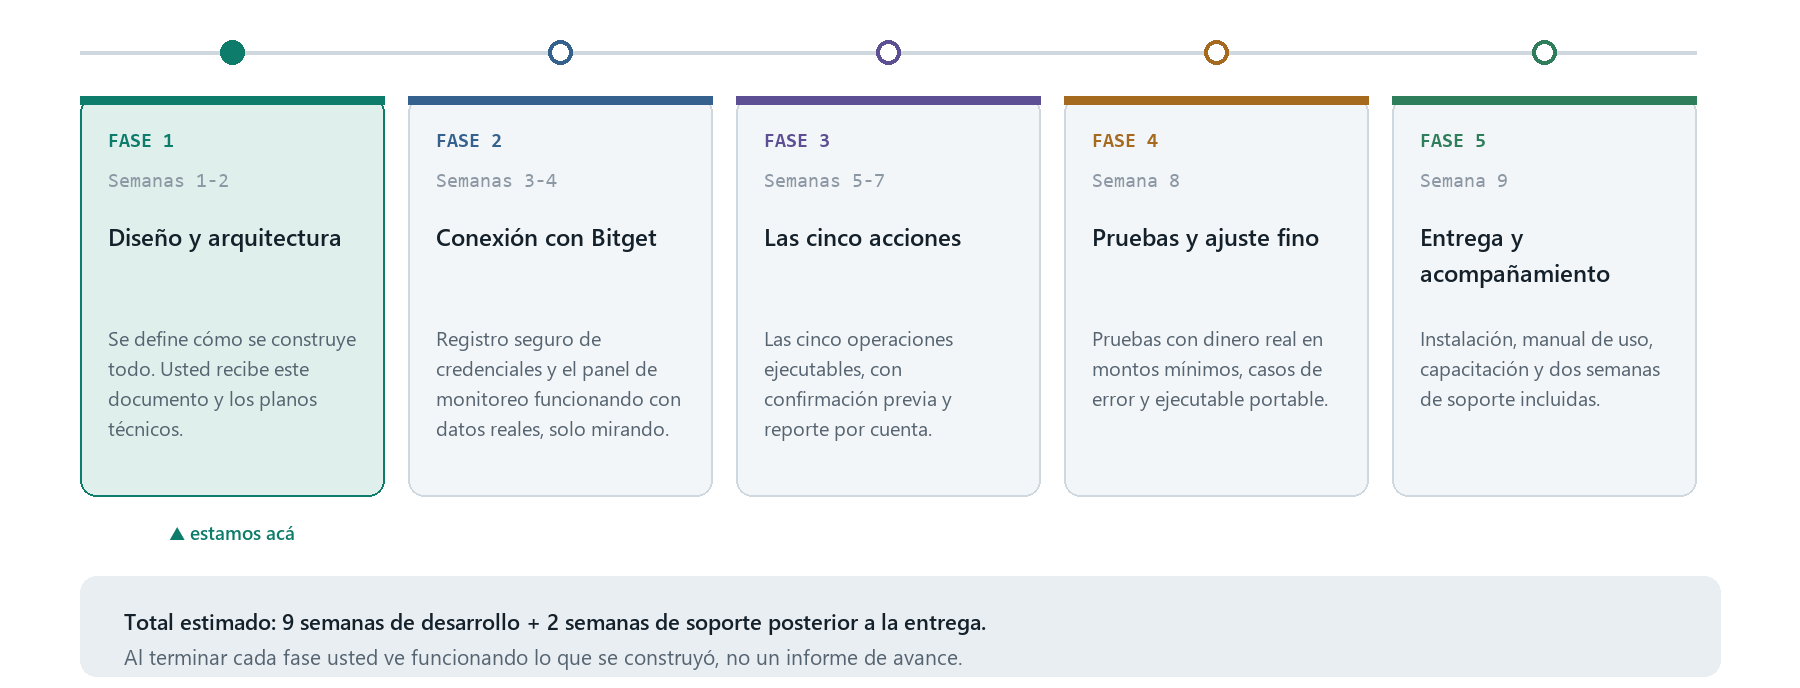 FASE 1
Semanas 1-2
Diseño y arquitectura
Se define cómo se construye
todo. Usted recibe este
documento y los planos
técnicos.
FASE 2
Semanas 3-4
Conexión con Bitget
Registro seguro de
credenciales y el panel de
monitoreo funcionando con
datos reales, solo mirando.
FASE 3
Semanas 5-7
Las cinco acciones
Las cinco operaciones
ejecutables, con
confirmación previa y
reporte por cuenta.
FASE 4
Semana 8
Pruebas y ajuste fino
Pruebas con dinero real en
montos mínimos, casos de
error y ejecutable portable.
FASE 5
Semana 9
Entrega y
acompañamiento
Instalación, manual de uso,
capacitación y dos semanas
de soporte incluidas.
▲ estamos acá
Total estimado: 9 semanas de desarrollo + 2 semanas de soporte posterior a la entrega.
Al terminar cada fase usted ve funcionando lo que se construyó, no un informe de avance.